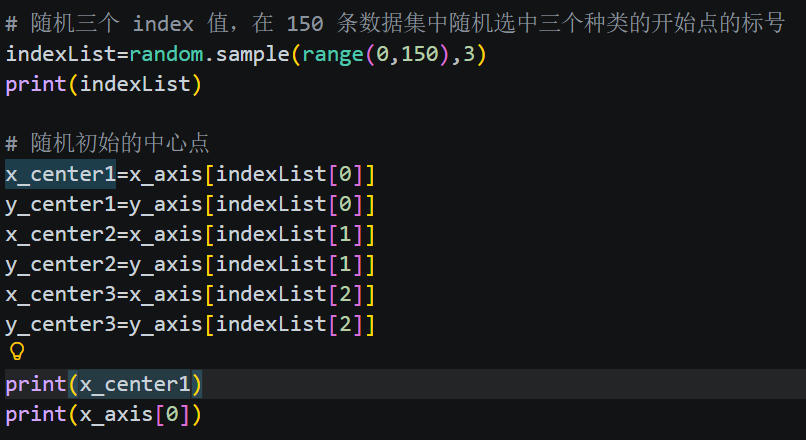 # 随机三个 index 值，在 150 条数据集中随机选中三个种类的开始点的标号
indexList=random.sample(range(0,150),3)
print(indexList)
# 随机初始的中心点
x_center1=x_axis[indexList[0]]
y_center1=y_axis[indexList[0]]
x_center2=x_axis[indexList[1]]
y_center2=y_axis[indexList[1]]
x_center3=x_axis[indexList[2]]
y_center3=y_axis[indexList[2]]
print(x_center1)
print(x_axis[0])